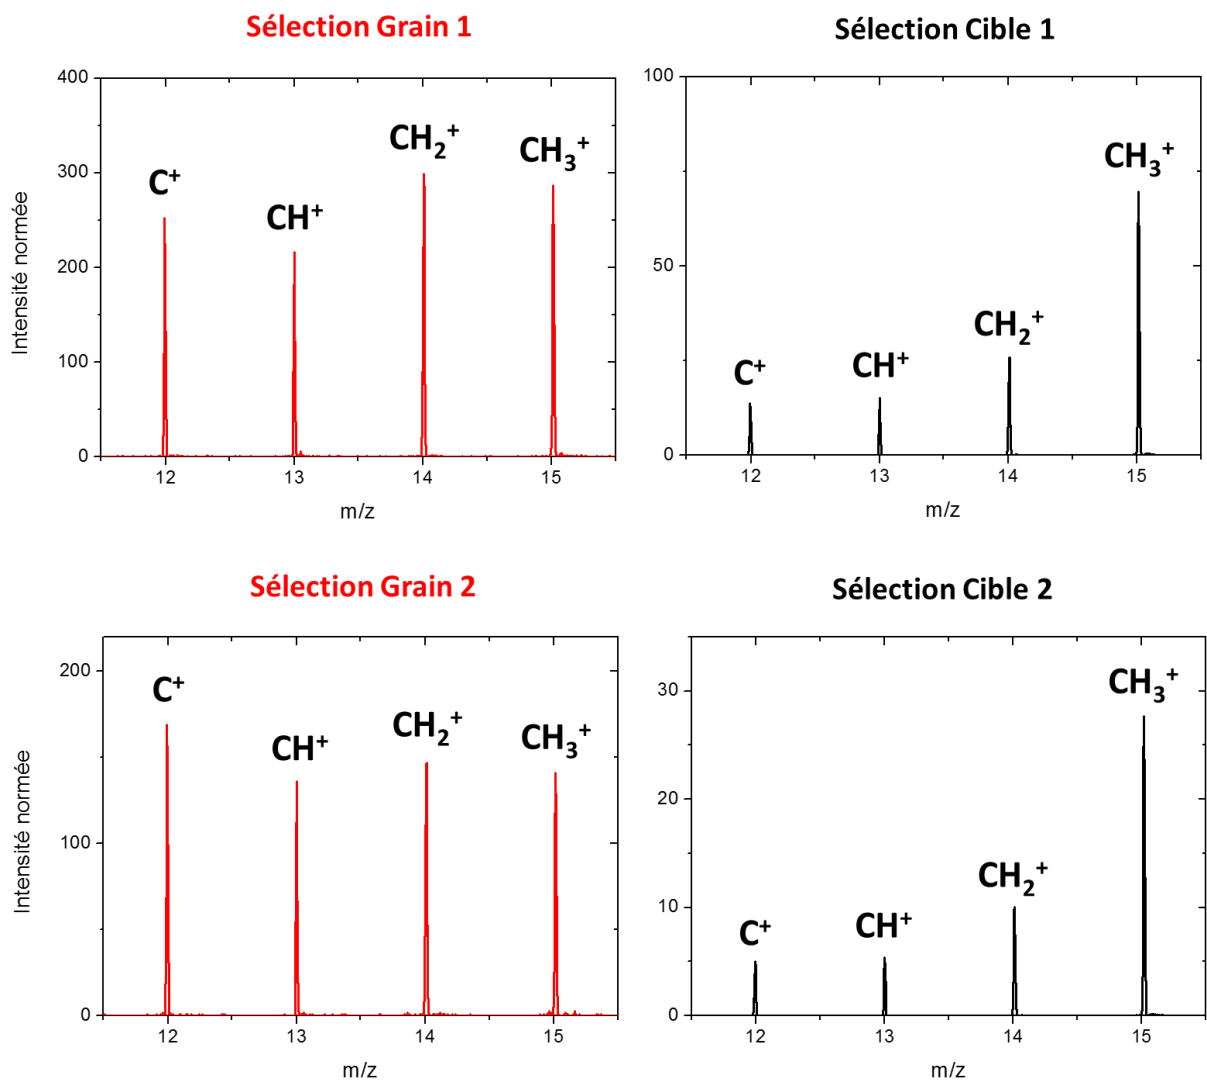 Sélection Grain 1
Intensité normée
400
300
200
100
0
C⁺
CH⁺
CH₂⁺
CH₃⁺
12 13 14 15
m/z
Sélection Cible 1
100
50
0
C⁺
CH⁺
CH₂⁺
CH₃⁺
12 13 14 15
m/z
Sélection Grain 2
Intensité normée
200
100
0
C⁺
CH⁺
CH₂⁺
CH₃⁺
12 13 14 15
m/z
Sélection Cible 2
30
20
10
0
C⁺
CH⁺
CH₂⁺
CH₃⁺
12 13 14 15
m/z